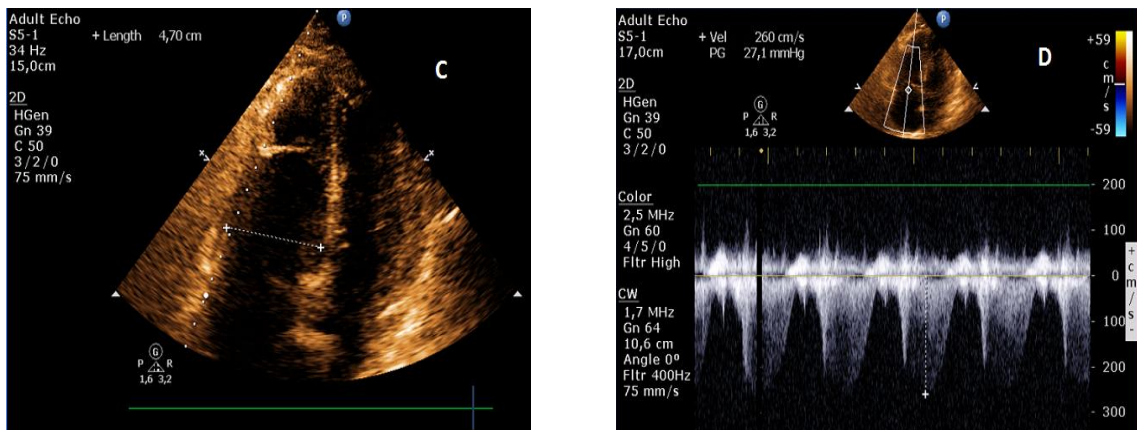 Adult Echo
S5-1
+ Length 4,70 cm
34 Hz
15,0cm
2D
HGen
Gn 39
C 50
3/2/0
75 mm/s
P
C
x
x
G
P R
1,6 3,2
Adult Echo
S5-1
+ Vel 260 cm/s
17,0cm
PG 27,1 mmHg
2D
HGen
Gn 39
C 50
3/2/0
Color
2,5 MHz
Gn 60
4/5/0
Fltr High
CW
1,7 MHz
Gn 64
10,6 cm
Angle 0º
Fltr 400Hz
75 mm/s
P
D
G
P R
1,6 3,2
+59
c
m
/
s
-59
200
100
0
100
200
300
+
c
m
/
s
-